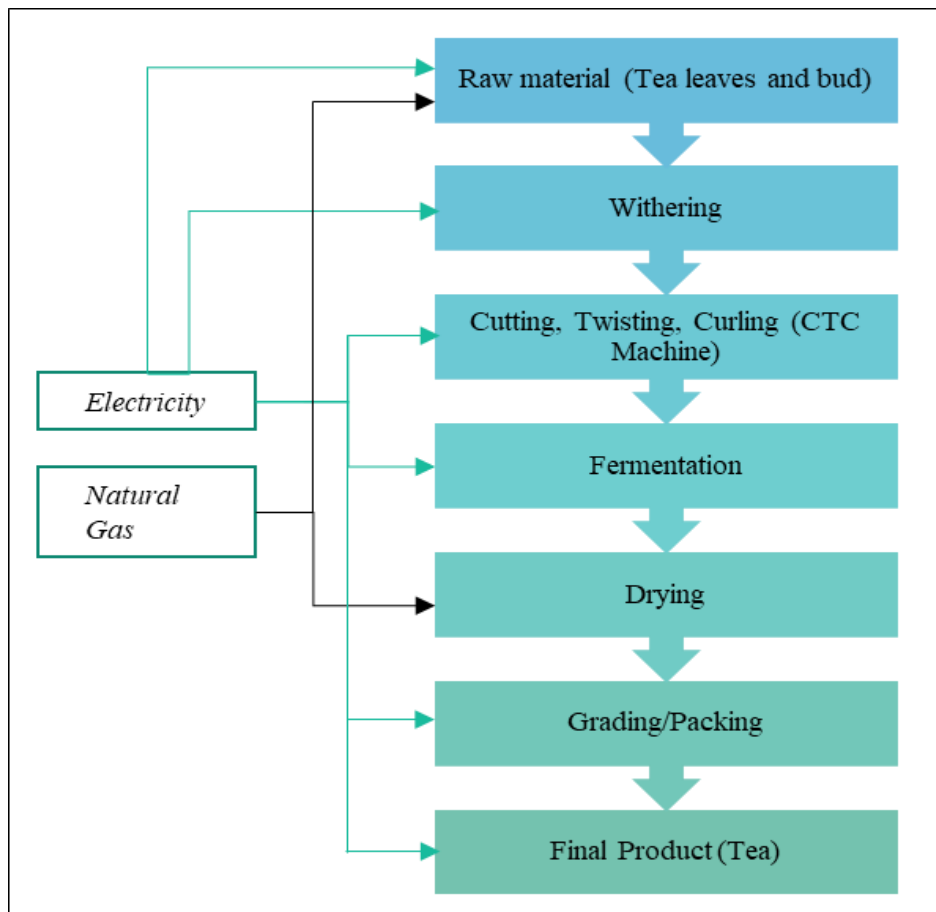 Raw material (Tea leaves and bud)
Withering
Cutting, Twisting, Curling (CTC
Machine)
Electricity
Fermentation
Natural
Gas
Drying
Grading/Packing
Final Product (Tea)